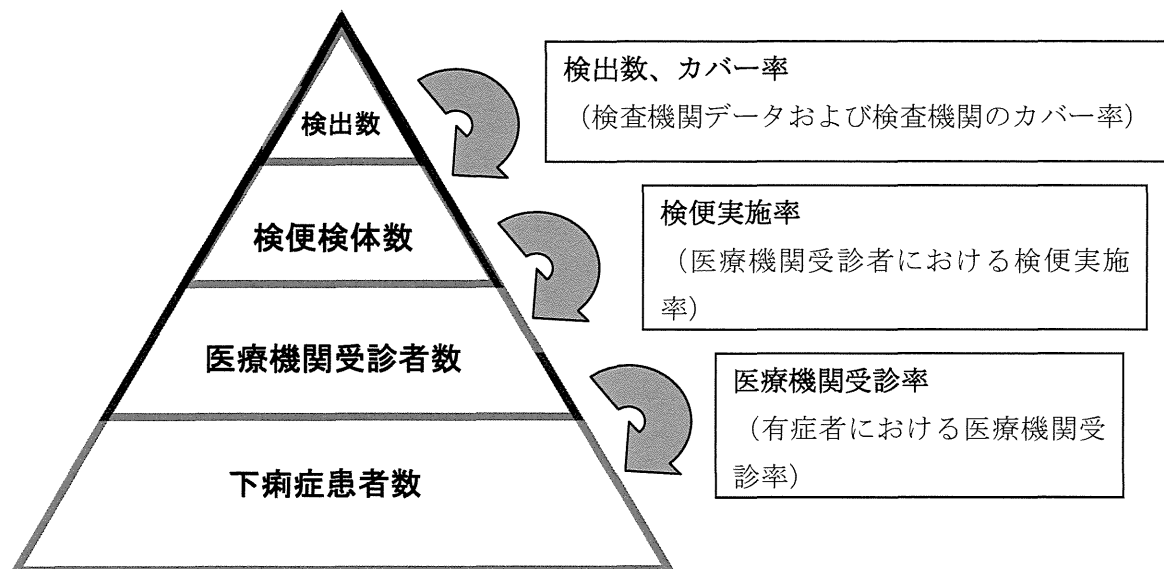 検出数
検便検体数
医療機関受診者数
下痢症患者数
検出数、カバー率
（検査機関データおよび検査機関のカバー率）
検便実施率
（医療機関受診者における検便実施
率）
医療機関受診率
（有症者における医療機関受
診率）